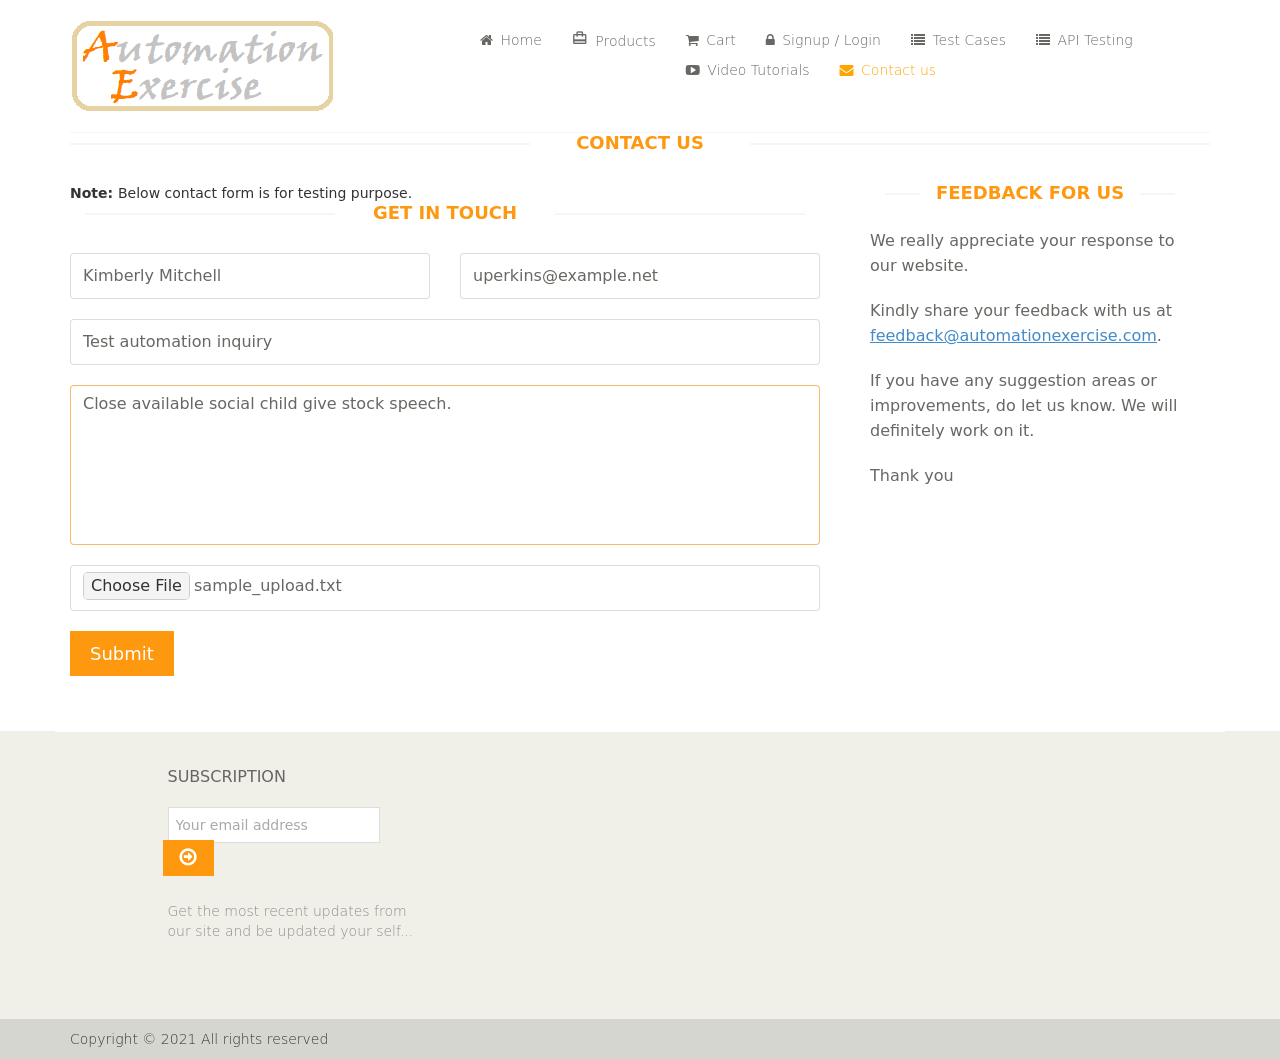 Automation
Exercise
Home
Products
Cart
Signup / Login
Test Cases
API Testing
Video Tutorials
Contact us
CONTACT US
Note: Below contact form is for testing purpose.
GET IN TOUCH
Kimberly Mitchell
uperkins@example.net
Test automation inquiry
Close available social child give stock speech.
Choose File sample_upload.txt
Submit
FEEDBACK FOR US
We really appreciate your response to
our website.
Kindly share your feedback with us at
feedback@automationexercise.com.
If you have any suggestion areas or
improvements, do let us know. We will
definitely work on it.
Thank you
SUBSCRIPTION
Your email address
Get the most recent updates from
our site and be updated your self...
Copyright © 2021 All rights reserved